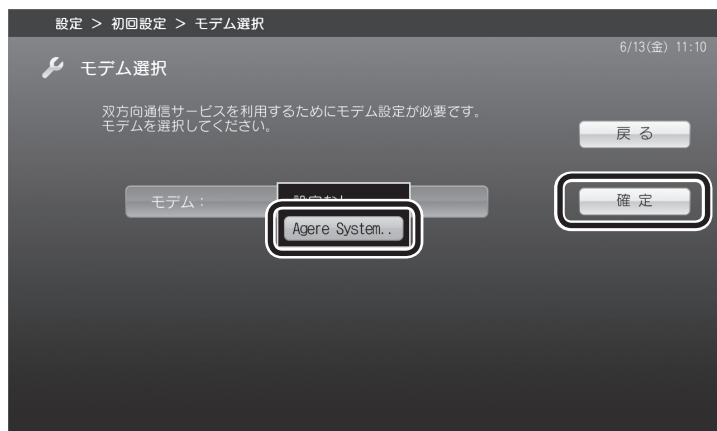 設定 > 初回設定 > モデム選択
6/13(金) 11:10
モデム選択
双方向通信サービスを利用するためにモデム設定が必要です。
モデムを選択してください。
戻る
モデム:
確定
Agere System..